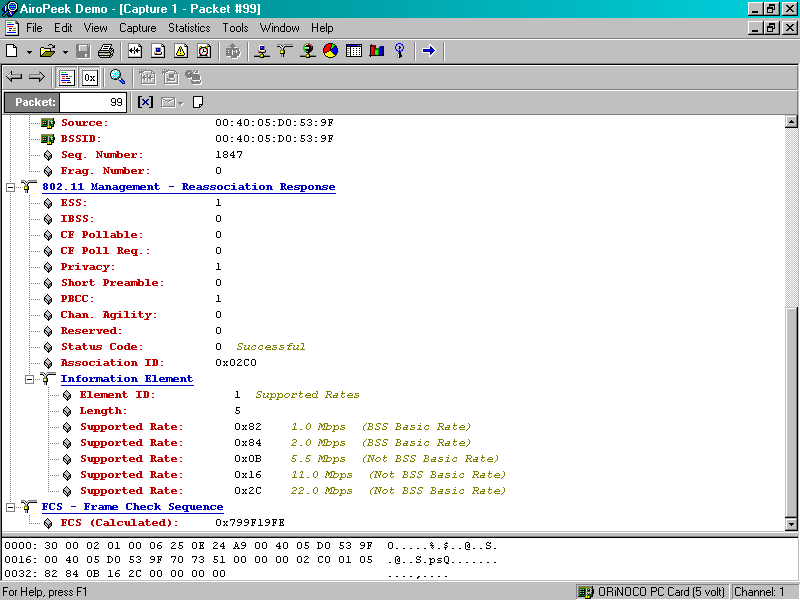 AiroPeek Demo - [Capture 1 - Packet #99]
File Edit View Capture Statistics Tools Window Help
Packet: 99
Source: 00:40:05:D0:53:9F
BSSID: 00:40:05:D0:53:9F
Seq. Number: 1847
Frag. Number: 0
802.11 Management - Reassociation Response
ESS: 1
IBSS: 0
CF Pollable: 0
CF Poll Req.: 0
Privacy: 1
Short Preamble: 0
PBCC: 1
Chan. Agility: 0
Reserved: 0
Status Code: 0 Successful
Association ID: 0x02C0
Information Element
Element ID: 1 Supported Rates
Length: 5
Supported Rate: 0x82 1.0 Mbps (BSS Basic Rate)
Supported Rate: 0x84 2.0 Mbps (BSS Basic Rate)
Supported Rate: 0x0B 5.5 Mbps (Not BSS Basic Rate)
Supported Rate: 0x16 11.0 Mbps (Not BSS Basic Rate)
Supported Rate: 0x2C 22.0 Mbps (Not BSS Basic Rate)
FCS - Frame Check Sequence
FCS (Calculated): 0x799F19FE
0000: 30 00 02 01 00 06 25 0E 24 A9 00 40 05 D0 53 9F 0.....%.$..@..S.
0016: 00 40 05 D0 53 9F 70 73 51 00 00 00 02 C0 01 05 .@..S.psQ.......
0032: 82 84 0B 16 2C 00 00 00 00 ....,....
For Help, press F1 ORiNOCO PC Card (5 volt) Channel: 1